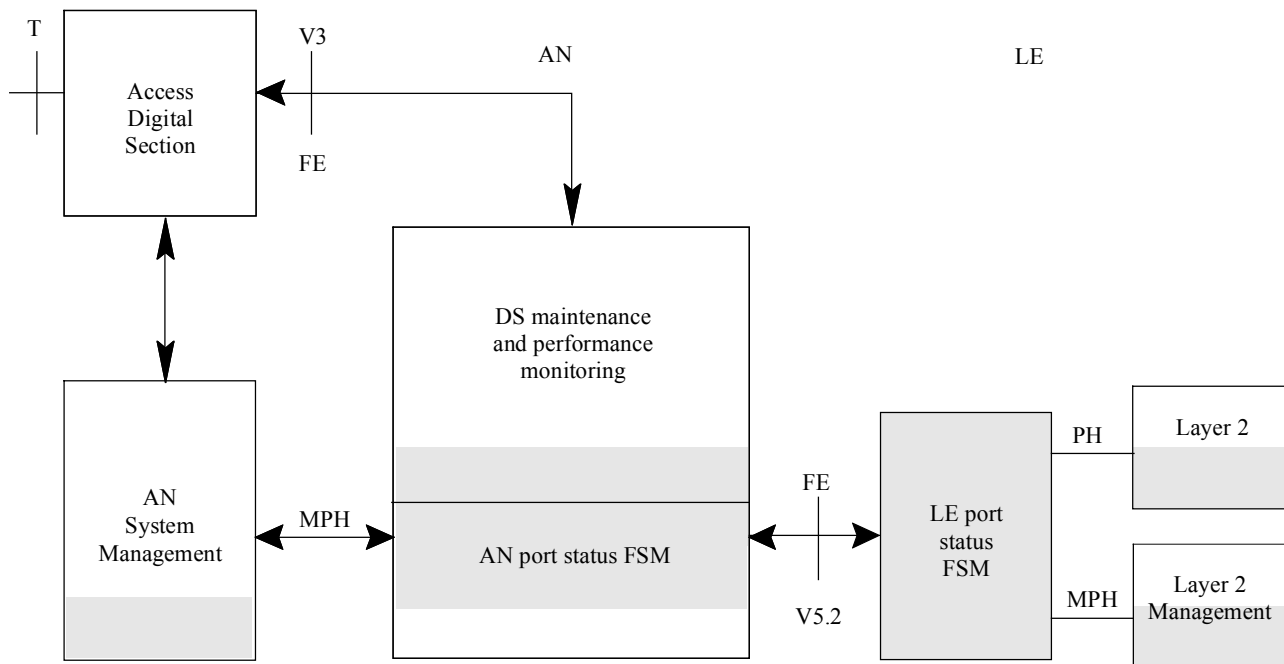 T
V3
AN
LE
Access
Digital
Section
FE
DS maintenance
and performance
monitoring
AN
System
Management
MPH
AN port status FSM
FE
V5.2
LE port
status
FSM
PH
Layer 2
MPH
Layer 2
Management